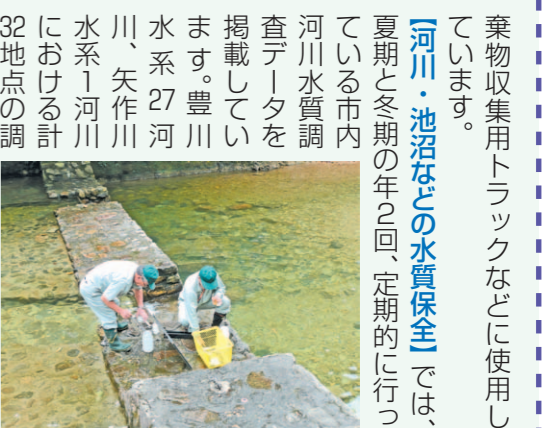 棄物収集用トラックなどに使用し
ています。
【河川・池沼などの水質保全】では、
夏期と冬期の年2回、定期的に行っ
ている市内
河川水質調
査データを
掲載してい
ます。豊川
水系27河
川、矢作川
水系1河川
における計
32地点の調